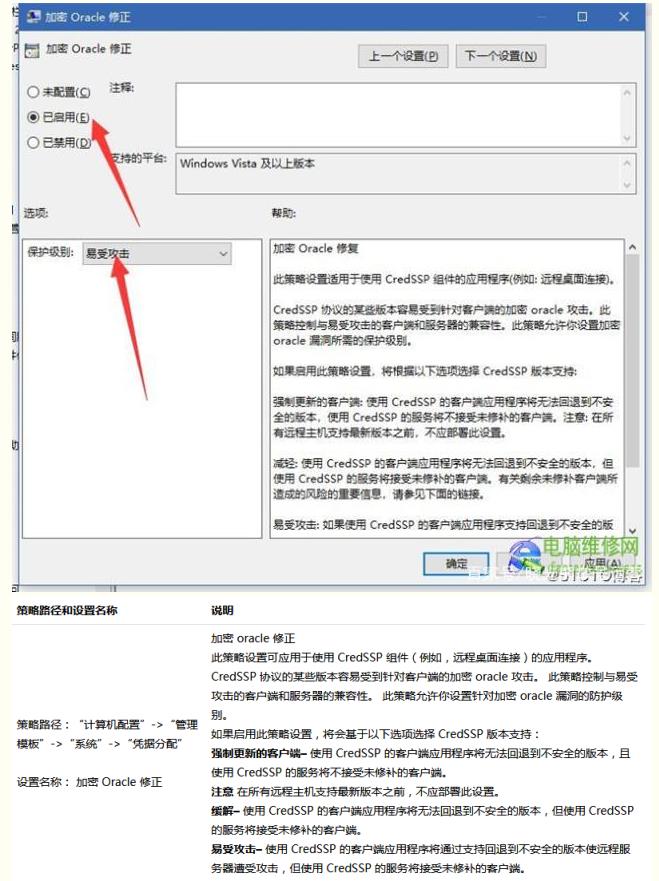 加密 Oracle 修正
加密 Oracle 修正
上一个设置(P)
下一个设置(N)
未配置(C)
注释:
已启用(E)
已禁用(D)
支持的平台:
Windows Vista 及以上版本
选项:
帮助:
保护级别:
易受攻击
加密 Oracle 修复
此策略设置适用于使用 CredSSP 组件的应用程序(例如: 远程桌面连接)。
CredSSP 协议的某些版本容易受到针对客户端的加密 oracle 攻击。此
策略控制与易受攻击的客户端和服务器的兼容性。此策略允许你设置加密
oracle 漏洞所需的保护级别。
如果启用此策略设置，将根据以下选项选择 CredSSP 版本支持:
强制更新的客户端: 使用 CredSSP 的客户端应用程序将无法回退到不安
全的版本，使用 CredSSP 的服务将不接受未修补的客户端。注意: 在所
有远程主机支持最新版本之前，不应部署此设置。
减轻: 使用 CredSSP 的客户端应用程序将无法回退到不安全的版本，但
使用 CredSSP 的服务将接受未修补的客户端。有关剩余未修补客户端所
造成的风险的重要信息，请参见下面的链接。
易受攻击: 如果使用 CredSSP 的客户端应用程序支持回退到不安全的版
确定
应用(A)
电脑维修网
@51CTO博客
策略路径和设置名称
说明
加密 oracle 修正
此策略设置可应用于使用 CredSSP 组件（例如，远程桌面连接）的应用程序。
CredSSP 协议的某些版本容易受到针对客户端的加密 oracle 攻击。 此策略控制与易受
攻击的客户端和服务器的兼容性。 此策略允许你设置针对加密 oracle 漏洞的防护级
别。
如果启用此策略设置，将会基于以下选项选择 CredSSP 版本支持：
强制更新的客户端– 使用 CredSSP 的客户端应用程序将无法回退到不安全的版本，且
使用 CredSSP 的服务将不接受未修补的客户端。
注意 在所有远程主机支持最新版本之前，不应部署此设置。
缓解– 使用 CredSSP 的客户端应用程序将无法回退到不安全的版本，但使用 CredSSP
的服务将接受未修补的客户端。
易受攻击– 使用 CredSSP 的客户端应用程序将通过支持回退到不安全的版本使远程服
务器遭受攻击，但使用 CredSSP 的服务将接受未修补的客户端。
策略路径：“计算机配置”->“管理
模板”->“系统”->“凭据分配”
设置名称： 加密 Oracle 修正